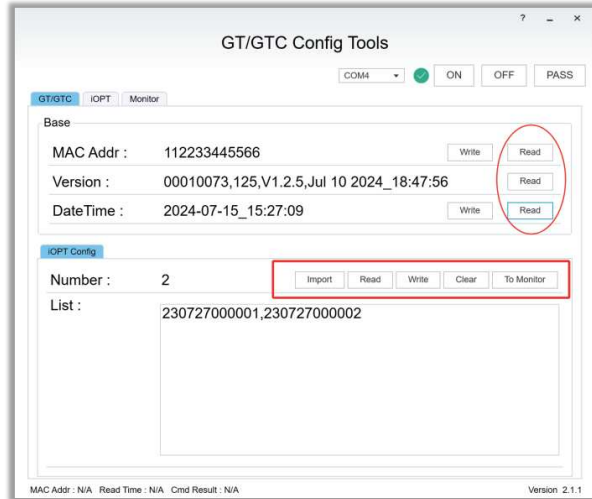 ? – ×
GT/GTC Config Tools
COM4 ON OFF PASS
GT/GTC iOPT Monitor
Base
MAC Addr : 112233445566 Write Read
Version : 00010073,125,V1.2.5,Jul 10 2024_18:47:56 Read
DateTime : 2024-07-15_15:27:09 Write Read
iOPT Config
Number : 2 Import Read Write Clear To Monitor
List : 230727000001,230727000002
MAC Addr : N/A Read Time : N/A Cmd Result : N/A Version 2.1.1